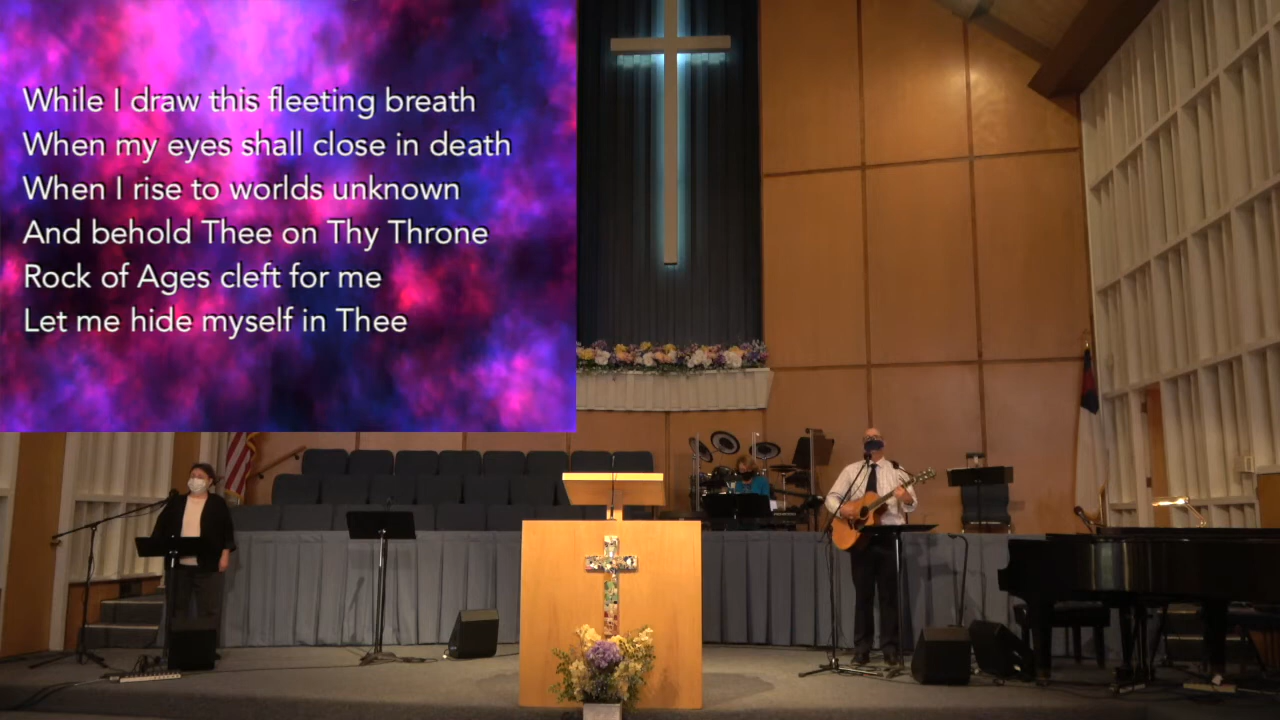 While I draw this fleeting breath
When my eyes shall close in death
When I rise to worlds unknown
And behold Thee on Thy Throne
Rock of Ages cleft for me
Let me hide myself in Thee